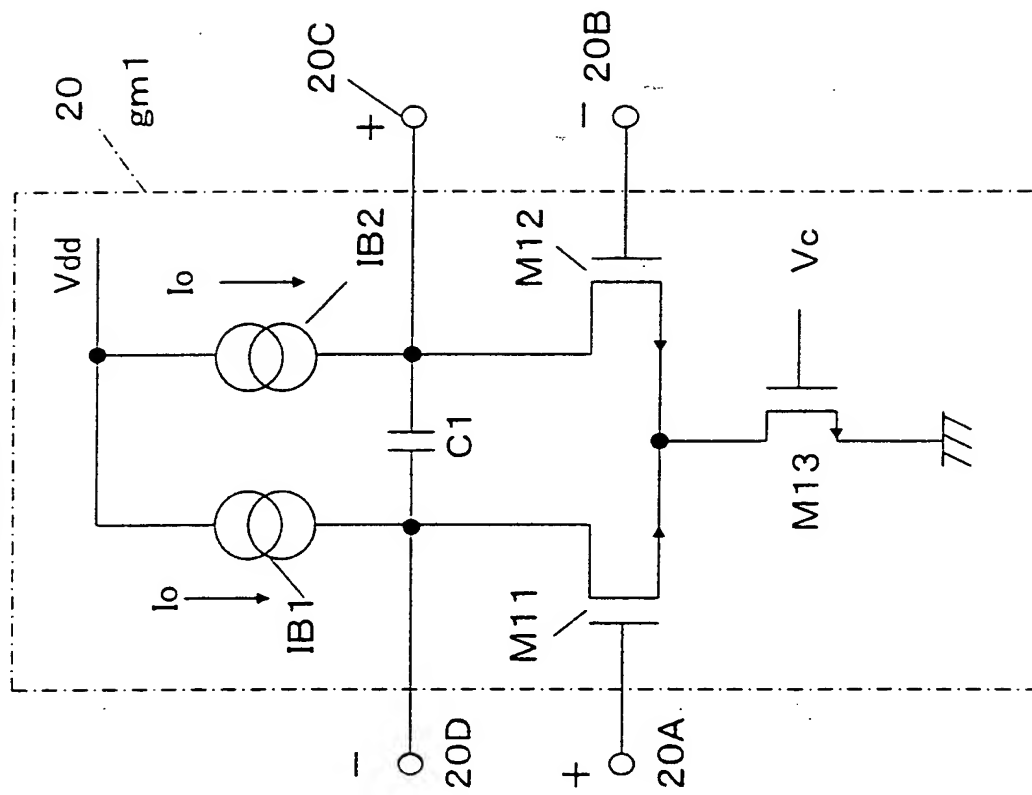 20
gm1
20C
+
20B
−
Vdd
Io
IB2
M12
Vc
C1
M13
Io
IB1
M11
−
20D
+
20A